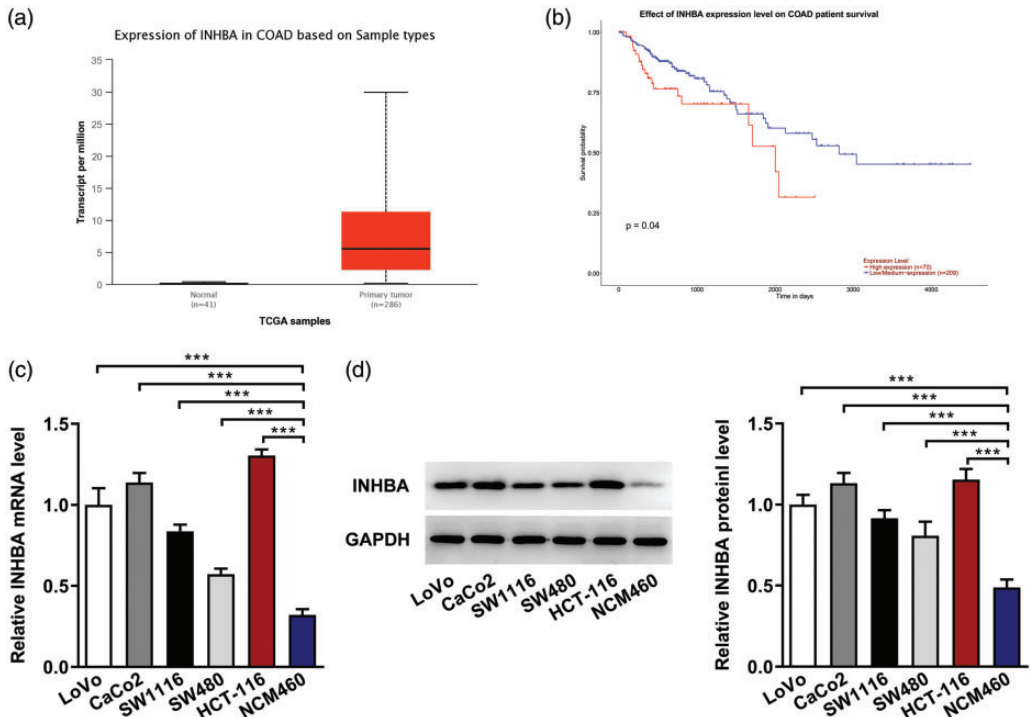 (a)
Expression of INHBA in COAD based on Sample types
Transcript per million
35
30
25
20
15
10
5
0
Normal
(n=41)
Primary tumor
(n=286)
TCGA samples
(b)
Effect of INHBA expression level on COAD patient survival
Survival probability
1.00
0.75
0.50
0.25
0.00
p = 0.04
Expression Level
High expression (n=70)
Low/Medium-expression (n=209)
0 1000 2000 3000 4000
Time in days
(c)
***
***
***
***
***
Relative INHBA mRNA level
1.5
1.0
0.5
0.0
LoVo
CaCo2
SW1116
SW480
HCT-116
NCM460
(d)
INHBA
GAPDH
LoVo
CaCo2
SW1116
SW480
HCT-116
NCM460
***
***
***
***
***
Relative INHBA proteinl level
1.5
1.0
0.5
0.0
LoVo
CaCo2
SW1116
SW480
HCT-116
NCM460